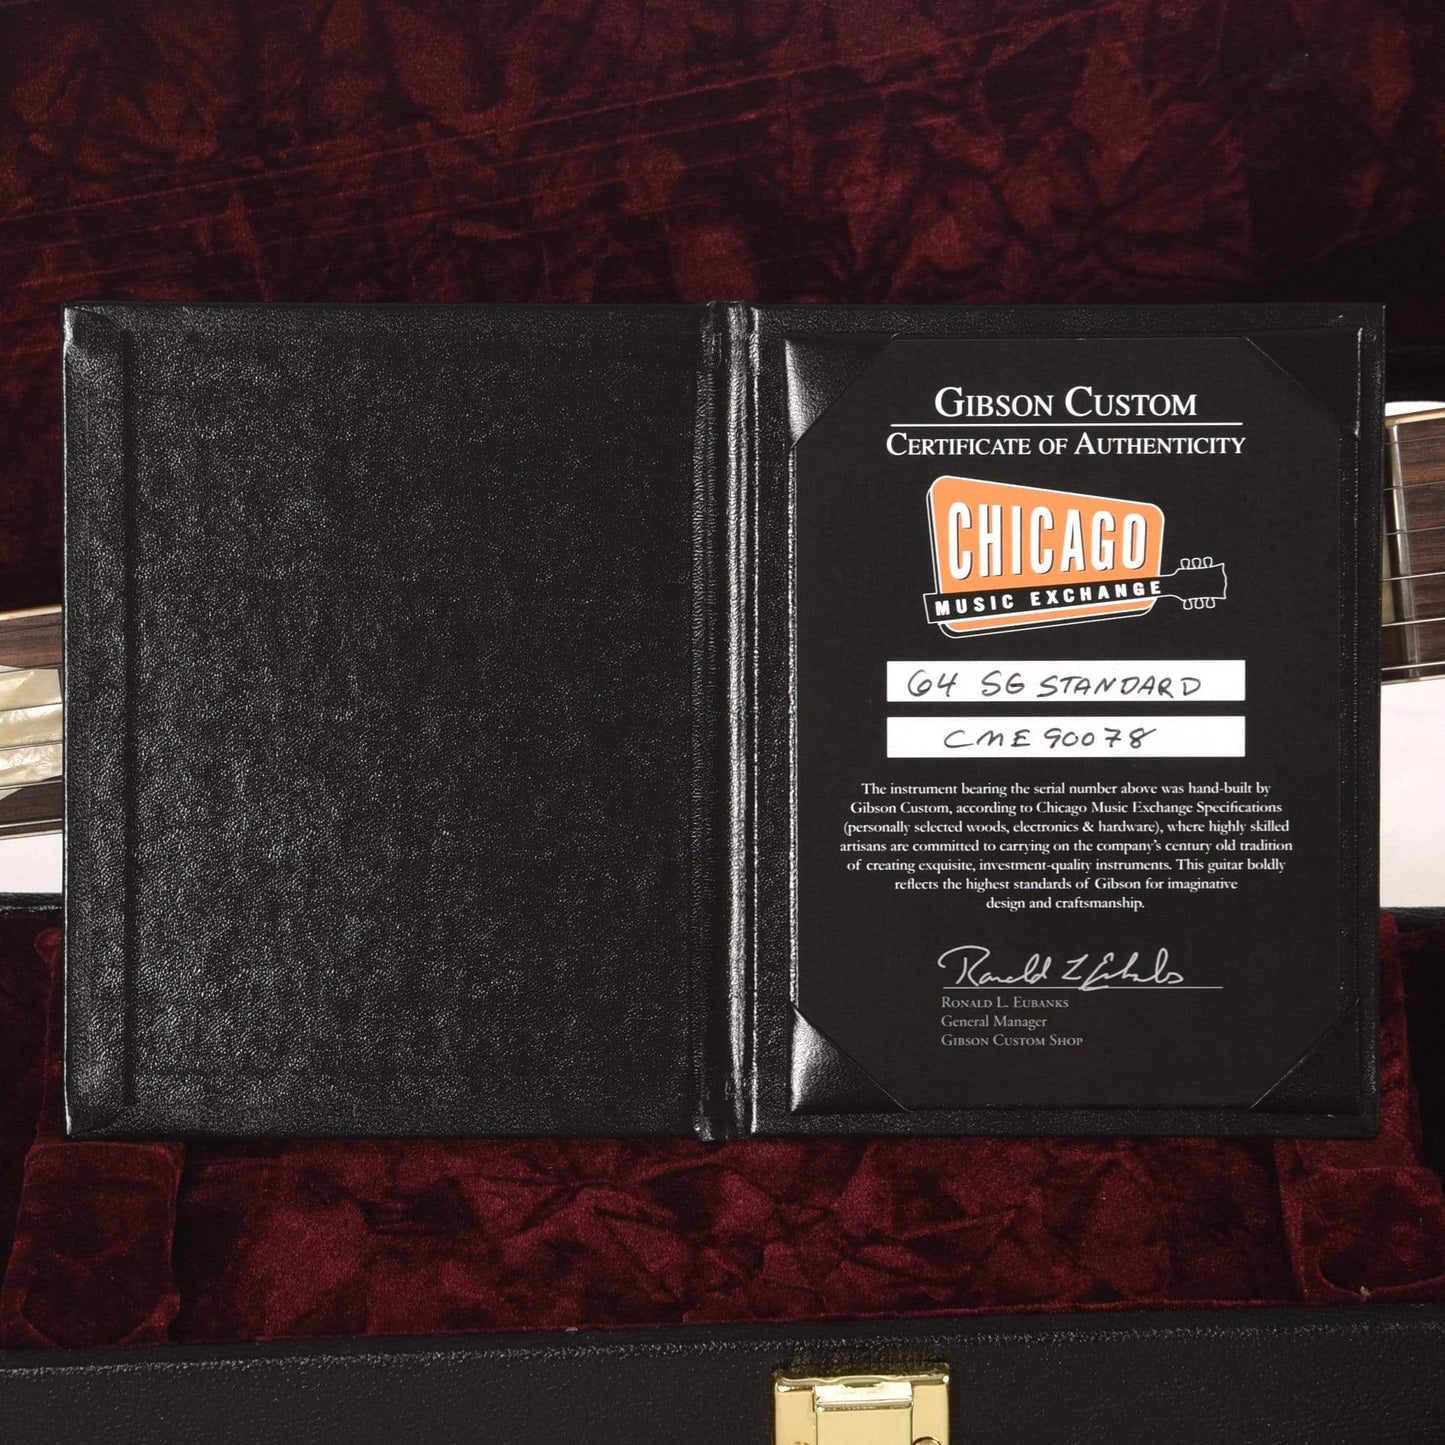 GIBSON CUSTOM
CERTIFICATE OF AUTHENTICITY
CHICAGO
MUSIC EXCHANGE
64 SG STANDARD
CME 90078
The instrument bearing the serial number above was hand-built by
Gibson Custom, according to Chicago Music Exchange Specifications
(personally selected woods, electronics & hardware), where highly skilled
artisans are committed to carrying on the company's century old tradition
of creating exquisite, investment-quality instruments. This guitar boldly
reflects the highest standards of Gibson for imaginative
design and craftsmanship.
Ronald L Eubanks
RONALD L. EUBANKS
General Manager
GIBSON CUSTOM SHOP